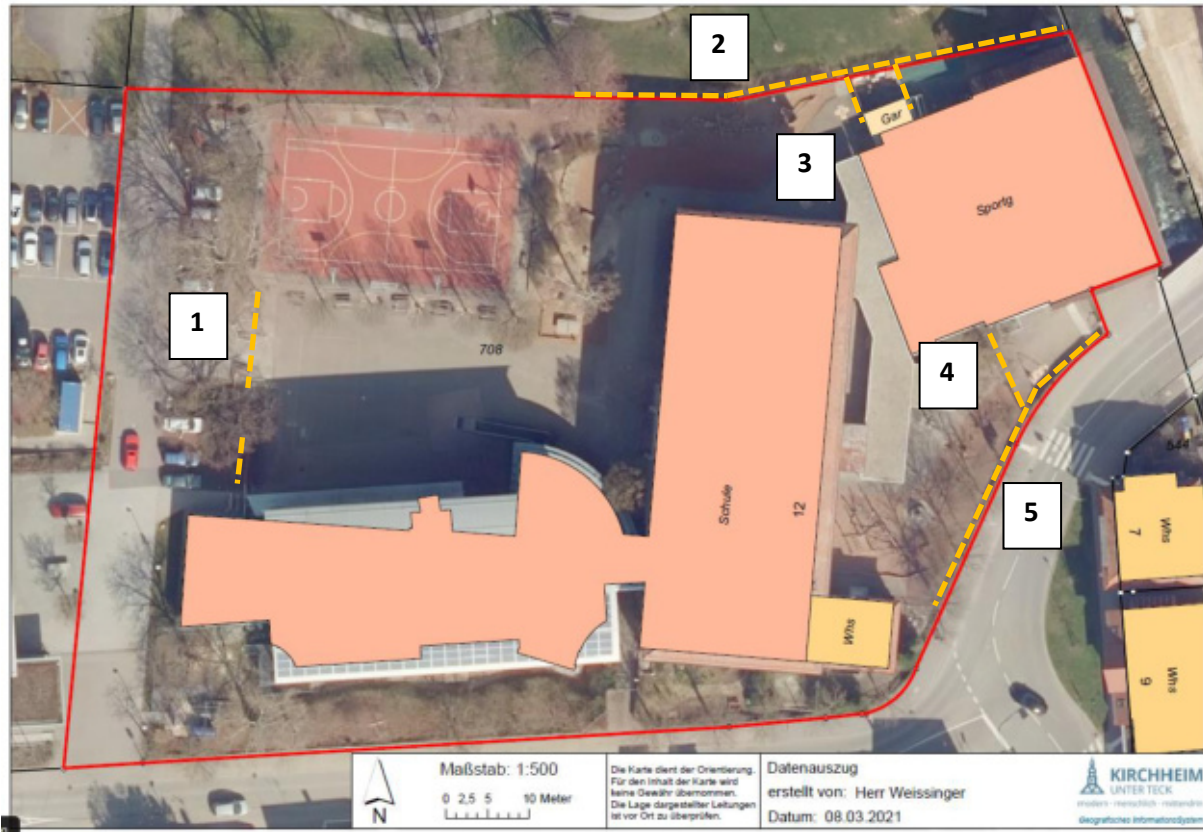 2
Gar
3
Sportg
1
708
4
544
Schule
12
5
Whs
7
Whs
Whs
9
Maßstab: 1:500
0 2,5 5 10 Meter
N
Die Karte dient der Orientierung.
Für den Inhalt der Karte wird
keine Gewähr übernommen.
Die Lage dargestellter Leitungen
ist vor Ort zu überprüfen.
Datenauszug
erstellt von: Herr Weissinger
Datum: 08.03.2021
KIRCHHEIM
UNTER TECK
modern - menschlich - mittendrin
Geografisches Informationssystem